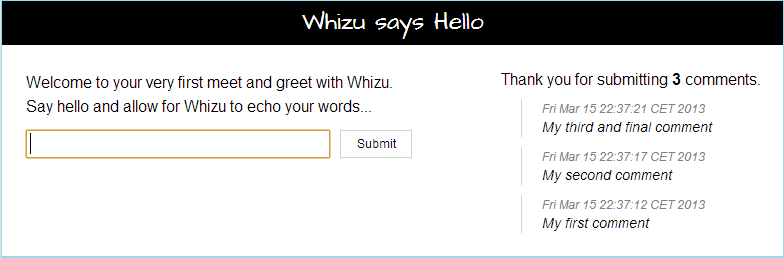 Whizu says Hello
Welcome to your very first meet and greet with Whizu.
Say hello and allow for Whizu to echo your words...
Submit
Thank you for submitting 3 comments.
Fri Mar 15 22:37:21 CET 2013
My third and final comment
Fri Mar 15 22:37:17 CET 2013
My second comment
Fri Mar 15 22:37:12 CET 2013
My first comment